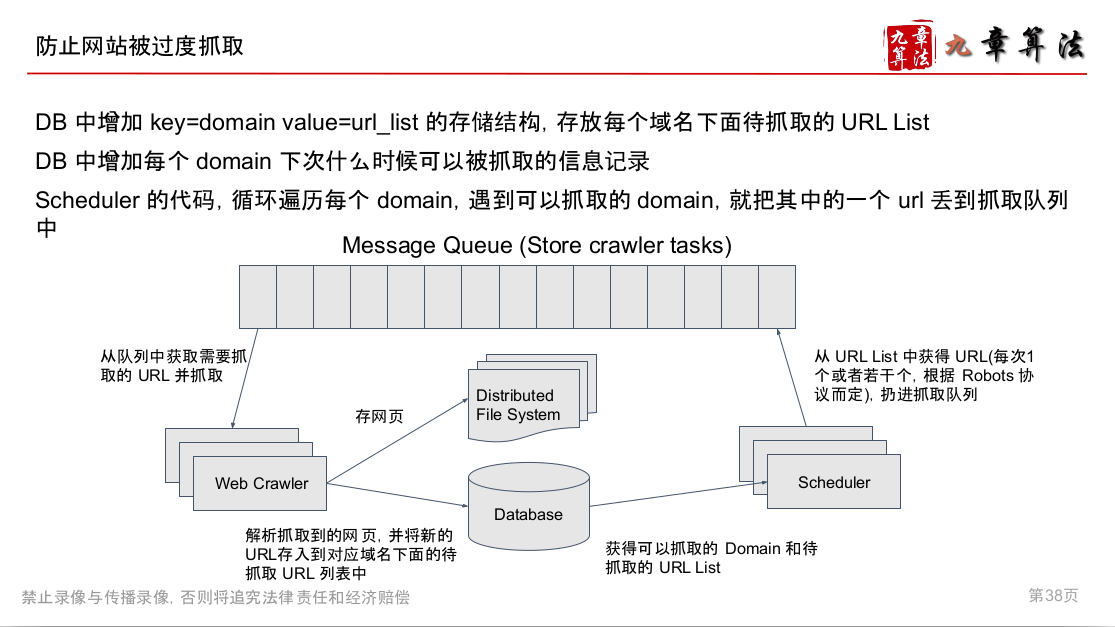 防止网站被过度抓取
九章算法
九章算法
DB 中增加 key=domain value=url_list 的存储结构, 存放每个域名下面待抓取的 URL List
DB 中增加每个 domain 下次什么时候可以被抓取的信息记录
Scheduler 的代码, 循环遍历每个 domain, 遇到可以抓取的 domain, 就把其中的一个 url 丢到抓取队列
中
Message Queue (Store crawler tasks)
从队列中获取需要抓
取的 URL 并抓取
存网页
Distributed
File System
从 URL List 中获得 URL(每次1
个或者若干个, 根据 Robots 协
议而定), 扔进抓取队列
Web Crawler
Database
Scheduler
解析抓取到的网页, 并将新的
URL存入到对应域名下面的待
抓取 URL 列表中
获得可以抓取的 Domain 和待
抓取的 URL List
禁止录像与传播录像, 否则将追究法律责任和经济赔偿
第38页